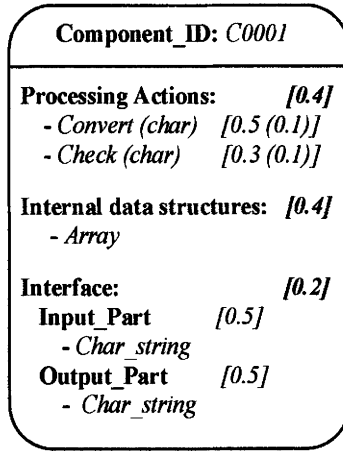 Component_ID: C0001
Processing Actions: [0.4]
- Convert (char) [0.5 (0.1)]
- Check (char) [0.3 (0.1)]
Internal data structures: [0.4]
- Array
Interface: [0.2]
Input_Part [0.5]
- Char_string
Output_Part [0.5]
- Char_string